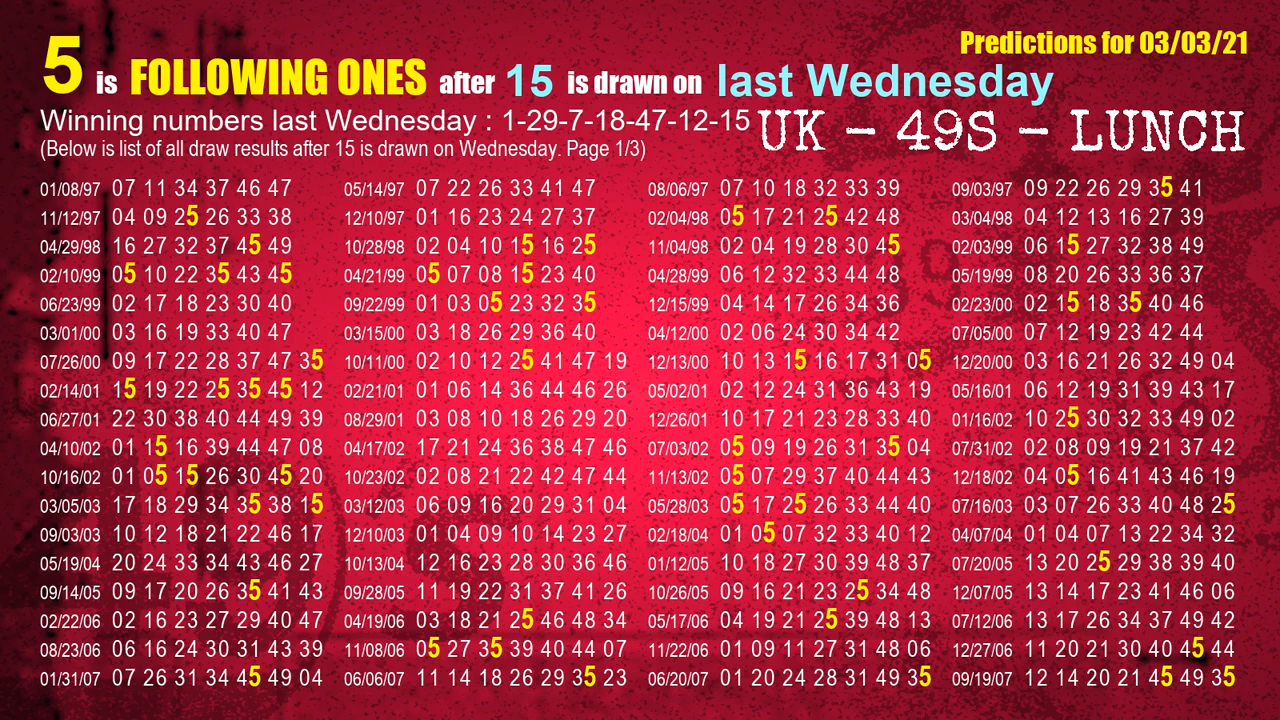 Predictions for 03/03/21
5 is FOLLOWING ONES after 15 is drawn on last Wednesday
Winning numbers last Wednesday : 1-29-7-18-47-12-15
UK - 49S - LUNCH
(Below is list of all draw results after 15 is drawn on Wednesday. Page 1/3)
01/08/97 07 11 34 37 46 47 05/14/97 07 22 26 33 41 47 08/06/97 07 10 18 32 33 39 09/03/97 09 22 26 29 35 41
11/12/97 04 09 25 26 33 38 12/10/97 01 16 23 24 27 37 02/04/98 05 17 21 25 42 48 03/04/98 04 12 13 16 27 39
04/29/98 16 27 32 37 45 49 10/28/98 02 04 10 15 16 25 11/04/98 02 04 19 28 30 45 02/03/99 06 15 27 32 38 49
02/10/99 05 10 22 35 43 45 04/21/99 05 07 08 15 23 40 04/28/99 06 12 32 33 44 48 05/19/99 08 20 26 33 36 37
06/23/99 02 17 18 23 30 40 09/22/99 01 03 05 23 32 35 12/15/99 04 14 17 26 34 36 02/23/00 02 15 18 35 40 46
03/01/00 03 16 19 33 40 47 03/15/00 03 18 26 29 36 40 04/12/00 02 06 24 30 34 42 07/05/00 07 12 19 23 42 44
07/26/00 09 17 22 28 37 47 35 10/11/00 02 10 12 25 41 47 19 12/13/00 10 13 15 16 17 31 05 12/20/00 03 16 21 26 32 49 04
02/14/01 15 19 22 25 35 45 12 02/21/01 01 06 14 36 44 46 26 05/02/01 02 12 24 31 36 43 19 05/16/01 06 12 19 31 39 43 17
06/27/01 22 30 38 40 44 49 39 08/29/01 03 08 10 18 26 29 20 12/26/01 10 17 21 23 28 33 40 01/16/02 10 25 30 32 33 49 02
04/10/02 01 15 16 39 44 47 08 04/17/02 17 21 24 36 38 47 46 07/03/02 05 09 19 26 31 35 04 07/31/02 02 08 09 19 21 37 42
10/16/02 01 05 15 26 30 45 20 10/23/02 02 08 21 22 42 47 44 11/13/02 05 07 29 37 40 44 43 12/18/02 04 05 16 41 43 46 19
03/05/03 17 18 29 34 35 38 15 03/12/03 06 09 16 20 29 31 04 05/28/03 05 17 25 26 33 44 40 07/16/03 03 07 26 33 40 48 25
09/03/03 10 12 18 21 22 46 17 12/10/03 01 04 09 10 14 23 27 02/18/04 01 05 07 32 33 40 12 04/07/04 01 04 07 13 22 34 32
05/19/04 20 24 33 34 43 46 27 10/13/04 12 16 23 28 30 36 46 01/12/05 10 18 27 30 39 48 37 07/20/05 13 20 25 29 38 39 40
09/14/05 09 17 20 26 35 41 43 09/28/05 11 19 22 31 37 41 26 10/26/05 09 16 21 23 25 34 48 12/07/05 13 14 17 23 41 46 06
02/22/06 02 16 23 27 29 40 47 04/19/06 03 18 21 25 46 48 34 05/17/06 04 19 21 25 39 48 13 07/12/06 13 17 26 34 37 49 42
08/23/06 06 16 24 30 31 43 39 11/08/06 05 27 35 39 40 44 07 11/22/06 01 09 11 27 31 48 06 12/27/06 11 20 21 30 40 45 44
01/31/07 07 26 31 34 45 49 04 06/06/07 11 14 18 26 29 35 23 06/20/07 01 20 24 28 31 49 35 09/19/07 12 14 20 21 45 49 35